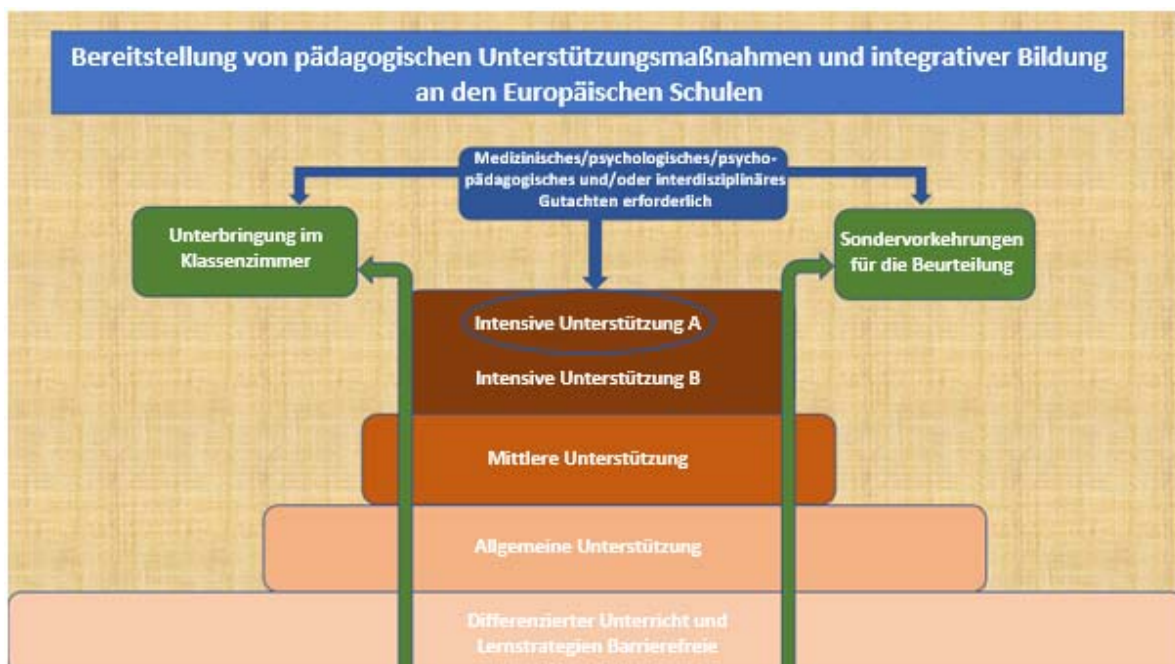 Bereitstellung von pädagogischen Unterstützungsmaßnahmen und integrativer Bildung
an den Europäischen Schulen
Medizinisches/psychologisches/psycho-
pädagogisches und/oder interdisziplinäres
Gutachten erforderlich
Unterbringung im
Klassenzimmer
Sondervorkehrungen
für die Beurteilung
Intensive Unterstützung A
Intensive Unterstützung B
Mittlere Unterstützung
Allgemeine Unterstützung
Differenzierter Unterricht und
Lernstrategien Barrierefreie